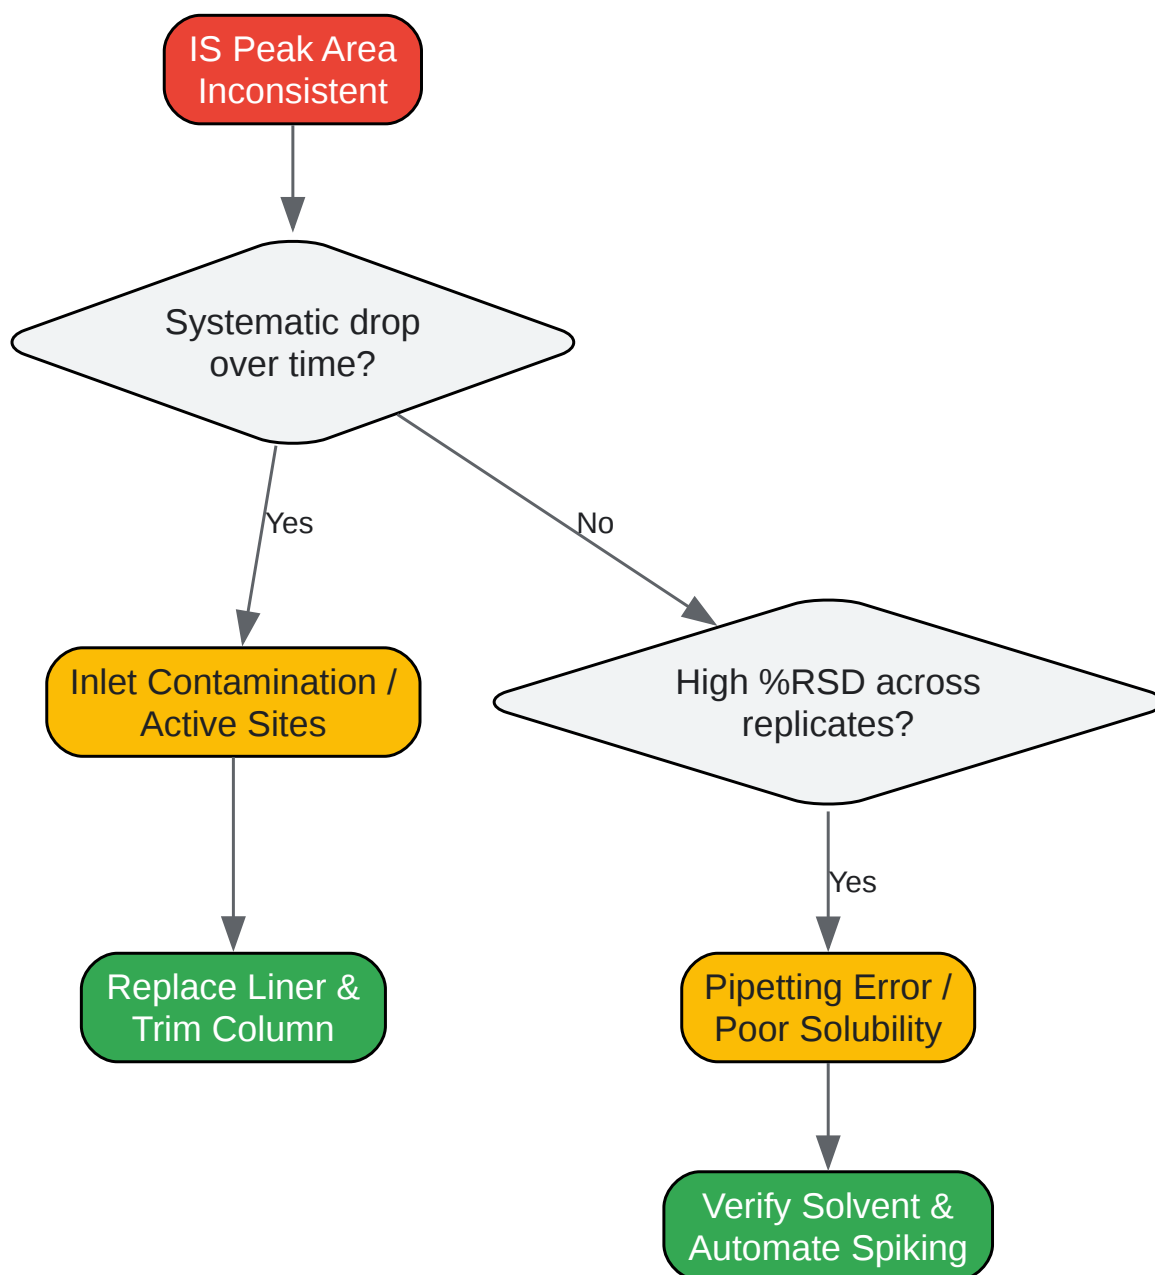 IS Peak Area
Inconsistent
Systematic drop
over time?
Yes
No
Inlet Contamination /
Active Sites
High %RSD across
replicates?
Yes
Replace Liner &
Trim Column
Pipetting Error /
Poor Solubility
Verify Solvent &
Automate Spiking